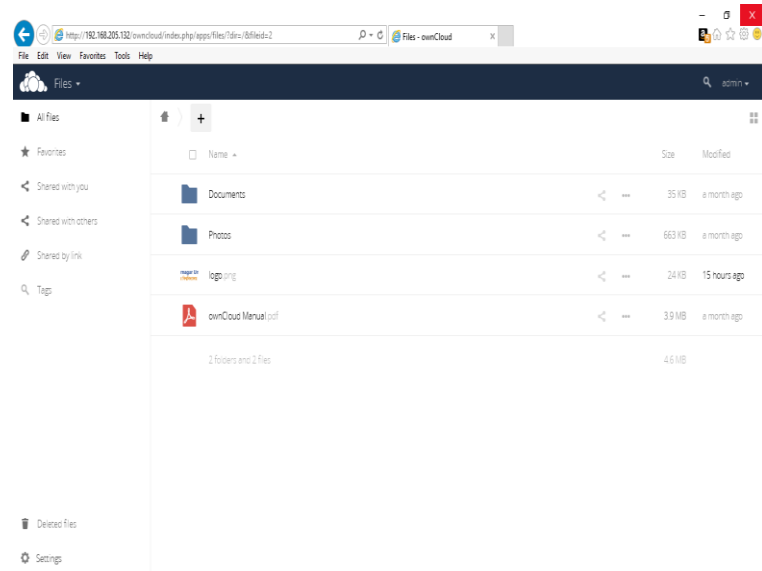 http://192.168.205.132/owncloud/index.php/apps/files/?dir=/&fileid=2
Files - ownCloud
X
File Edit View Favorites Tools Help
Files
admin
All files
Favorites
Shared with you
Shared with others
Shared by link
Tags
Deleted files
Settings
+
Name Size Modified
Documents 35 KB a month ago
Photos 663 KB a month ago
logo.png 24 KB 15 hours ago
ownCloud Manual.pdf 3.9 MB a month ago
2 folders and 2 files 4.6 MB